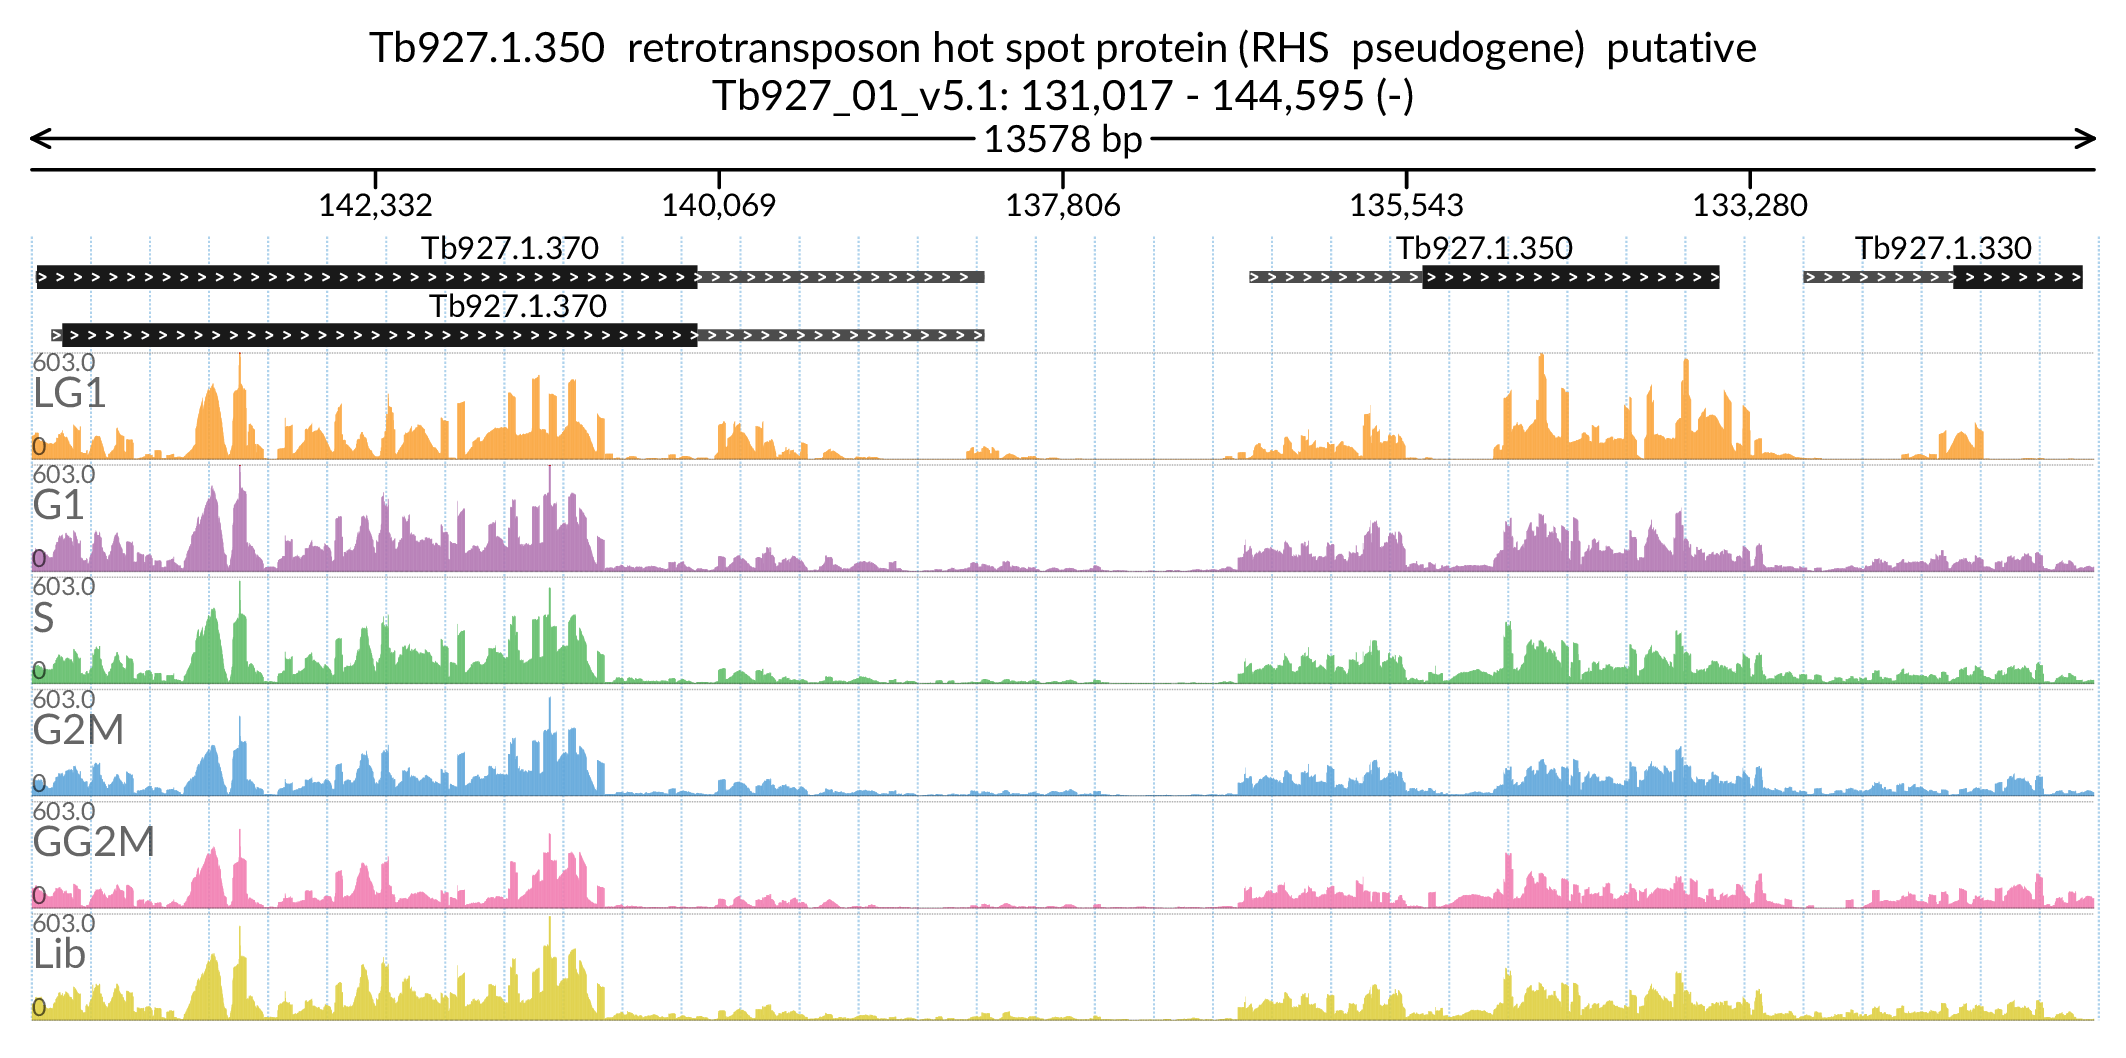 Tb927.1.350 retrotransposon hot spot protein (RHS pseudogene) putative
Tb927_01_v5.1: 131,017 - 144,595 (-)
13578 bp
142,332 140,069 137,806 135,543 133,280
Tb927.1.370 Tb927.1.350 Tb927.1.330
Tb927.1.370
603.0
LG1
0
603.0
G1
0
603.0
S
0
603.0
G2M
0
603.0
GG2M
0
603.0
Lib
0